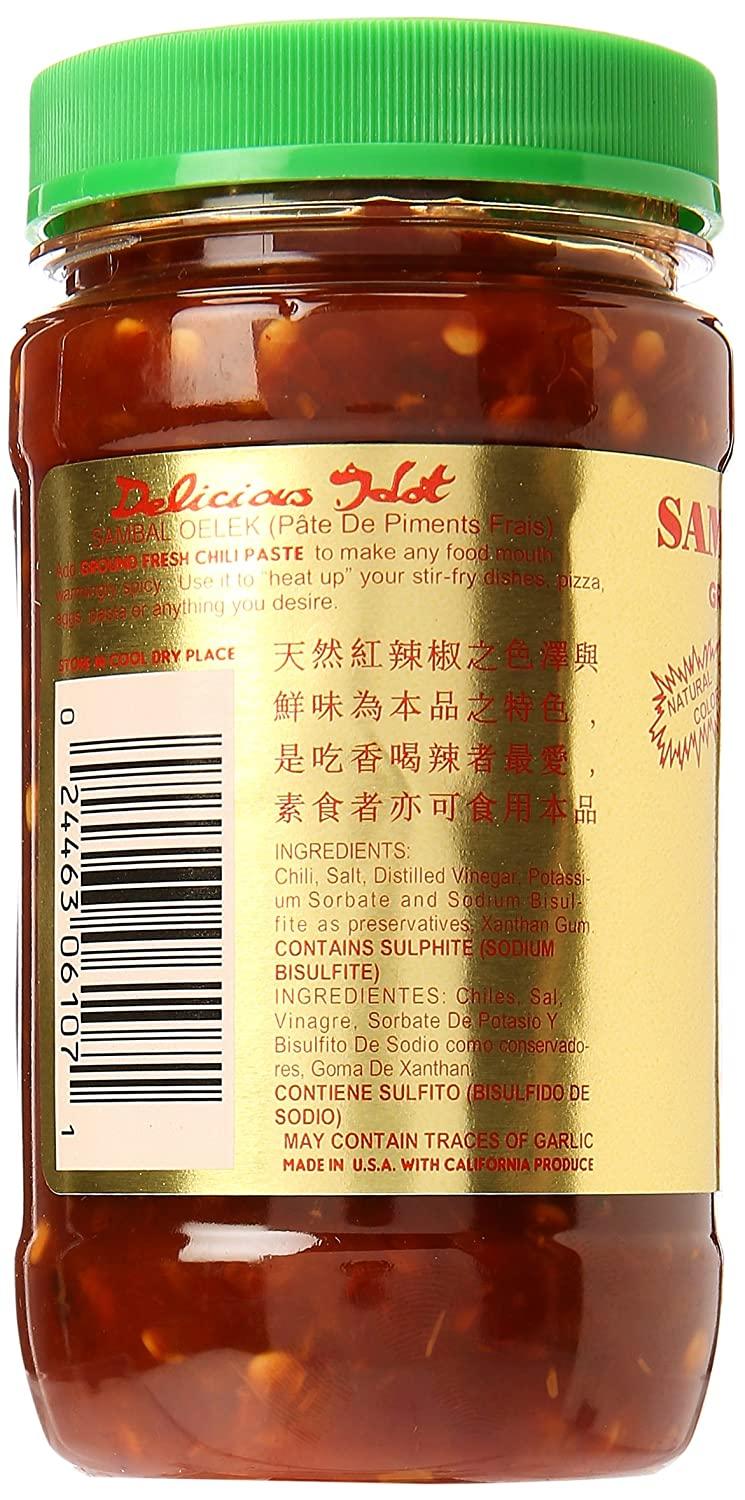 Delicious Hot
SAMBAL OELEK (Pâte De Piments Frais)
Add GROUND FRESH CHILI PASTE to make any food mouth
warmingly spicy. Use it to "heat up" your stir-fry dishes, pizza,
eggs, pasta or anything you desire.
STORE IN COOL DRY PLACE
天然紅辣椒之色澤與
鮮味為本品之特色，
是吃香喝辣者最愛，
素食者亦可食用本品
INGREDIENTS:
Chili, Salt, Distilled Vinegar, Potassi-
um Sorbate and Sodium Bisul-
fite as preservatives, Xanthan Gum.
CONTAINS SULPHITE (SODIUM
BISULFITE)
INGREDIENTES: Chiles, Sal,
Vinagre, Sorbate De Potasio Y
Bisulfito De Sodio como conservado-
res, Goma De Xanthan.
CONTIENE SULFITO (BISULFIDO DE
SODIO)
MAY CONTAIN TRACES OF GARLIC
MADE IN U.S.A. WITH CALIFORNIA PRODUCE
0 24463 06107 1
SAM
NATURAL